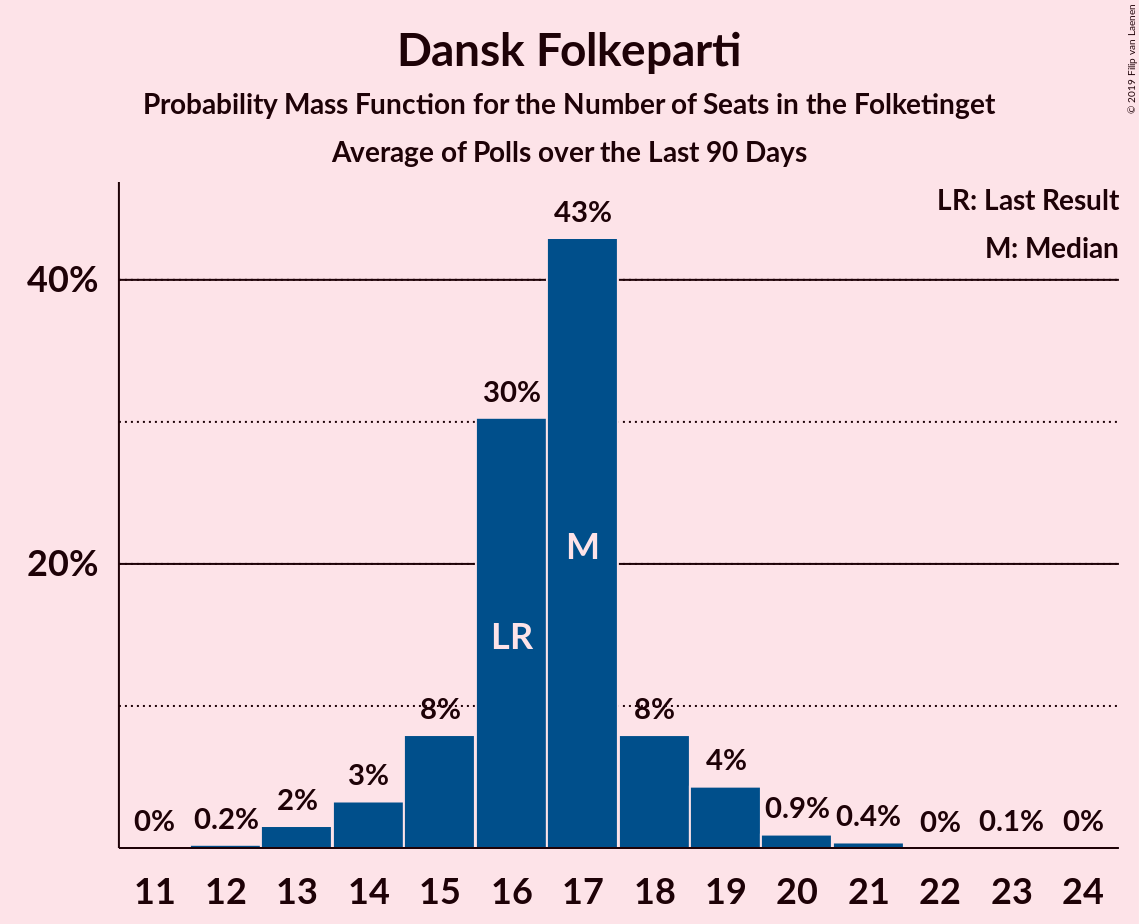 Dansk Folkeparti
Probability Mass Function for the Number of Seats in the Folketinget
Average of Polls over the Last 90 Days
© 2019 Filip van Laenen
LR: Last Result
M: Median
40%
20%
0%
0.2%
2%
3%
8%
30%
43%
8%
4%
0.9%
0.4%
0%
0.1%
0%
LR
M
11 12 13 14 15 16 17 18 19 20 21 22 23 24